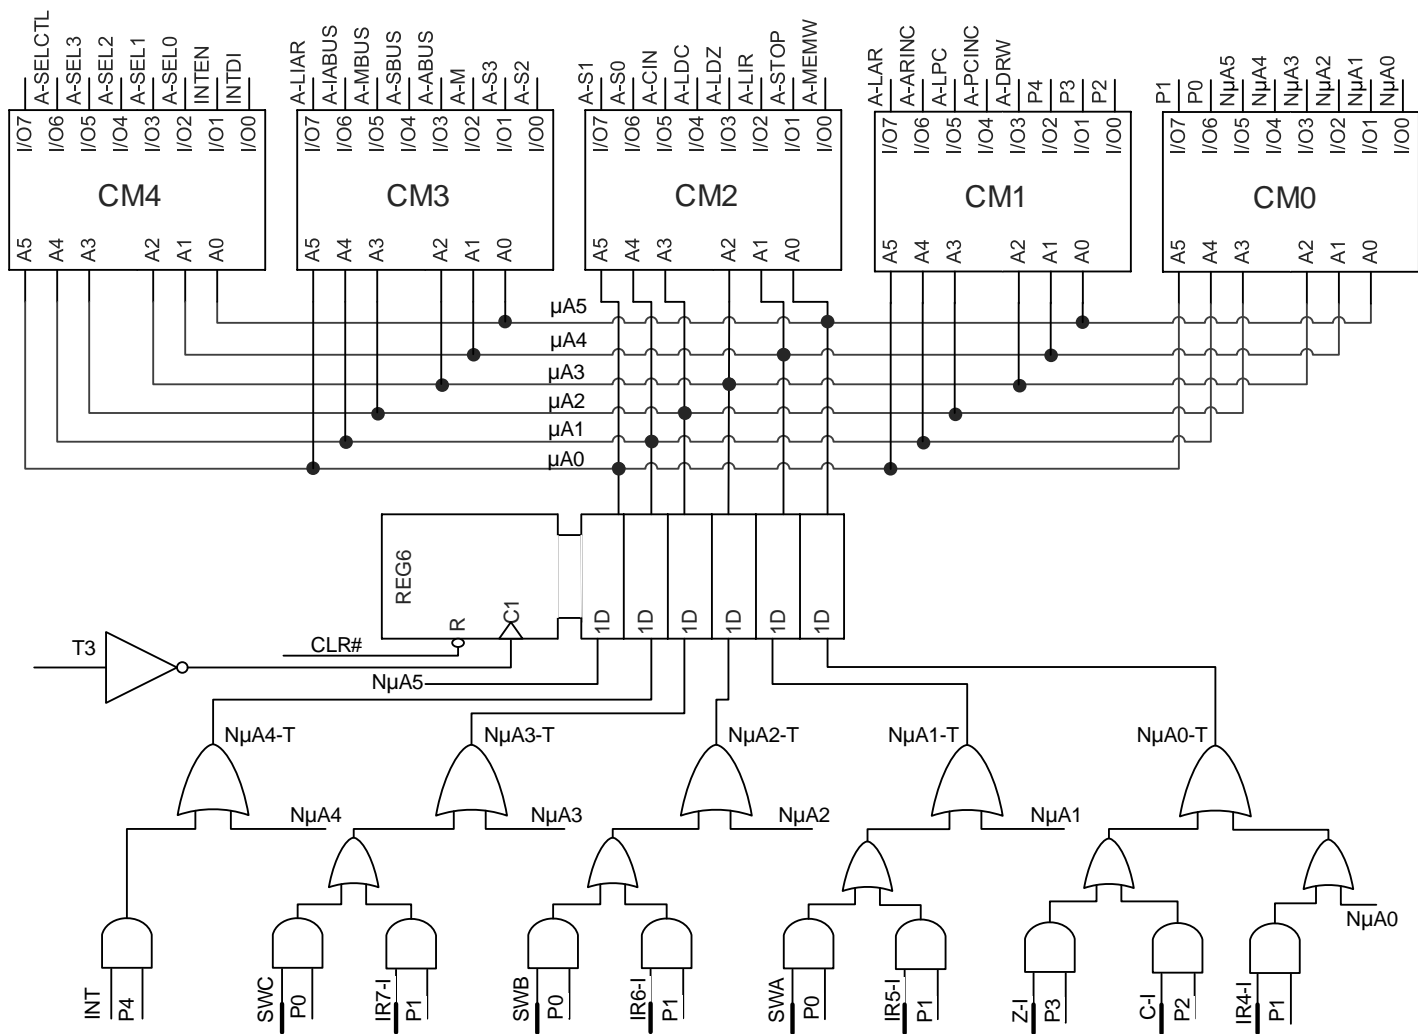 A-SELCTL
A-SEL3
A-SEL2
A-SEL1
A-SEL0
INTEN
INTDI
A-LIAR
A-IABUS
A-MBUS
A-SBUS
A-ABUS
A-M
A-S3
A-S2
A-S1
A-S0
A-CIN
A-LDC
A-LDZ
A-LIR
A-STOP
A-MEMW
A-LAR
A-ARINC
A-LPC
A-PCINC
A-DRW
P4
P3
P2
P1
P0
NµA5
NµA4
NµA3
NµA2
NµA1
NµA0
I/O7 I/O6 I/O5 I/O4 I/O3 I/O2 I/O1 I/O0
I/O7 I/O6 I/O5 I/O4 I/O3 I/O2 I/O1 I/O0
I/O7 I/O6 I/O5 I/O4 I/O3 I/O2 I/O1 I/O0
I/O7 I/O6 I/O5 I/O4 I/O3 I/O2 I/O1 I/O0
I/O7 I/O6 I/O5 I/O4 I/O3 I/O2 I/O1 I/O0
CM4
CM3
CM2
CM1
CM0
A5 A4 A3 A2 A1 A0
A5 A4 A3 A2 A1 A0
A5 A4 A3 A2 A1 A0
A5 A4 A3 A2 A1 A0
A5 A4 A3 A2 A1 A0
µA5
µA4
µA3
µA2
µA1
µA0
REG6
R
C1
1D
1D
1D
1D
1D
1D
T3
CLR#
NµA5
NµA4-T
NµA3-T
NµA2-T
NµA1-T
NµA0-T
NµA4
NµA3
NµA2
NµA1
NµA0
INT
P4
SWC
P0
IR7-I
P1
SWB
P0
IR6-I
P1
SWA
P0
IR5-I
P1
Z-I
P3
C-I
P2
IR4-I
P1